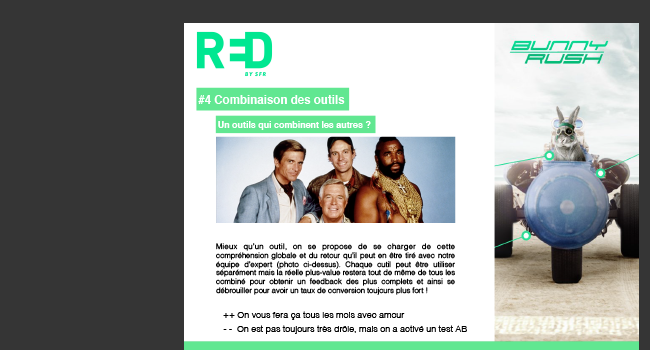 RED
BY SFR
BUNNY
RUSH
#4 Combinaison des outils
Un outils qui combinent les autres ?
Mieux qu'un outil, on se propose de se charger de cette
compréhension globale et du retour qu'il peut en être tiré avec notre
équipe d'expert (photo ci-dessus). Chaque outil peut être utiliser
séparément mais la réelle plus-value restera tout de même de tous les
combiné pour obtenir un feedback des plus complets et ainsi se
débrouiller pour avoir un taux de conversion toujours plus fort !
++ On vous fera ça tous les mois avec amour
- - On est pas toujours très drôle, mais on a activé un test AB